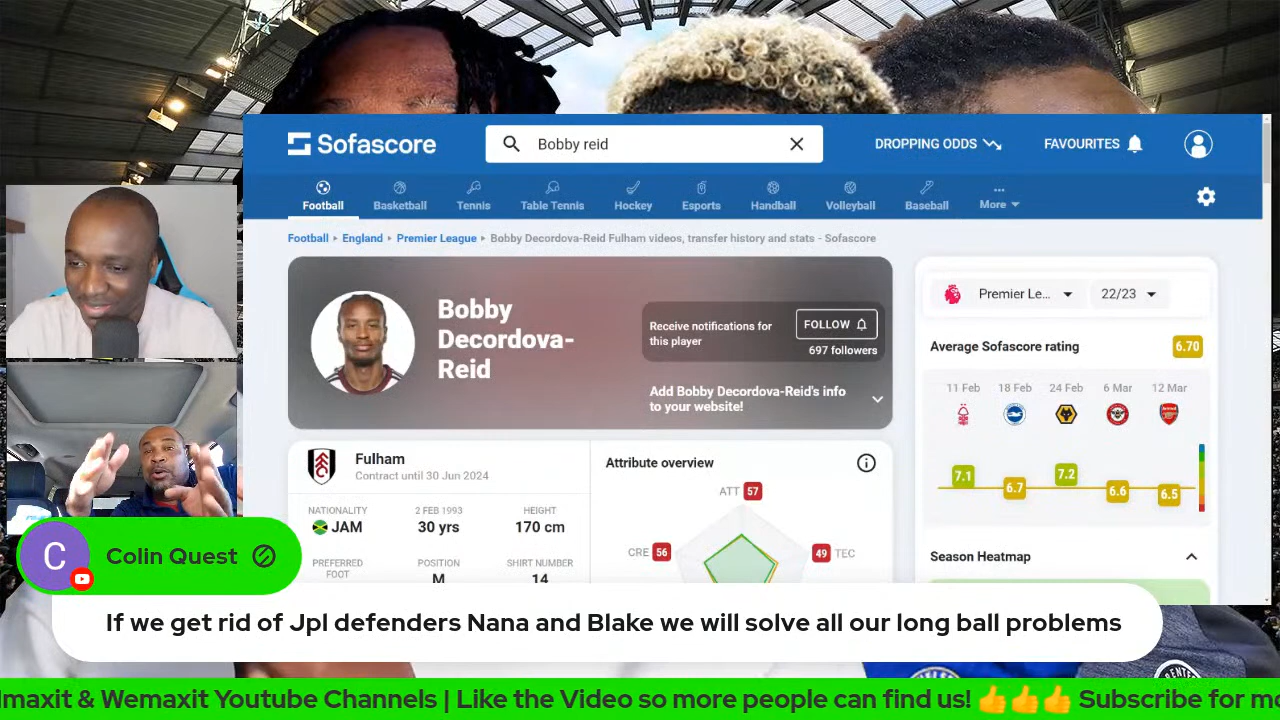 Sofascore
Bobby reid
DROPPING ODDS
FAVOURITES
Football
Basketball
Tennis
Table Tennis
Hockey
Esports
Handball
Volleyball
Baseball
More
Football England Premier League Bobby Decordova-Reid Fulham videos, transfer history and stats - Sofascore
Bobby
Decordova-
Reid
Receive notifications for
this player
FOLLOW
697 followers
Add Bobby Decordova-Reid's info
to your website!
Premier Le...
22/23
Average Sofascore rating
6.70
11 Feb 18 Feb 24 Feb 6 Mar 12 Mar
7.1 6.7 7.2 6.6 6.5
Season Heatmap
Fulham
Contract until 30 Jun 2024
NATIONALITY
JAM
2 FEB 1993
30 yrs
HEIGHT
170 cm
PREFERRED
FOOT
POSITION
M
SHIRT NUMBER
14
Attribute overview
ATT 57
CRE 56
49 TEC
C
Colin Quest
If we get rid of Jpl defenders Nana and Blake we will solve all our long ball problems
lmaxit & Wemaxit Youtube Channels | Like the Video so more people can find us! 👍👍👍 Subscribe for mo